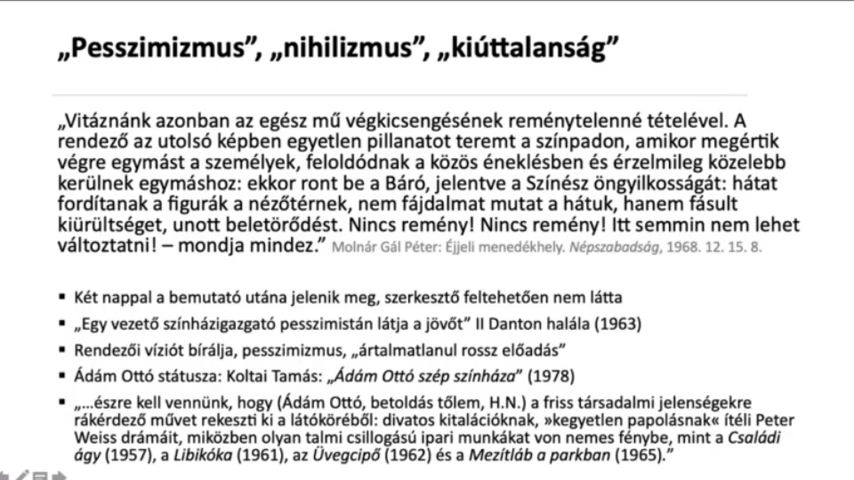 „Pesszimizmus”, „nihilizmus”, „kiúttalanság”
„Vitáznánk azonban az egész mű végkicsengésének reménytelenné tételével. A
rendező az utolsó képben egyetlen pillanatot teremt a színpadon, amikor megértik
végre egymást a személyek, feloldódnak a közös éneklésben és érzelmileg közelebb
kerülnek egymáshoz: ekkor ront be a Báró, jelentve a Színész öngyilkosságát: hátat
fordítanak a figurák a nézőtérnek, nem fájdalmat mutat a hátuk, hanem fásult
kiürültséget, unott beletörődést. Nincs remény! Nincs remény! Itt semmin nem lehet
változtatni! – mondja mindez.” Molnár Gál Péter: Éjjeli menedékhely. Népszabadság, 1968. 12. 15. 8.
▪ Két nappal a bemutató utána jelenik meg, szerkesztő feltehetően nem látta
▪ „Egy vezető színházigazgató pesszimistán látja a jövőt” II Danton halála (1963)
▪ Rendezői víziót bírálja, pesszimizmus, „ártalmatlanul rossz előadás”
▪ Ádám Ottó státusza: Koltai Tamás: „Ádám Ottó szép színháza” (1978)
▪ „…észre kell vennünk, hogy (Ádám Ottó, betoldás tőlem, H.N.) a friss társadalmi jelenségekre
rákérdező művet rekeszti ki a látóköréből: divatos kitalációknak, »kegyetlen papolásnak« ítéli Peter
Weiss drámáit, miközben olyan talmi csillogású ipari munkákat von nemes fénybe, mint a Családi
ágy (1957), a Libikóka (1961), az Üvegcipő (1962) és a Mezítláb a parkban (1965).”